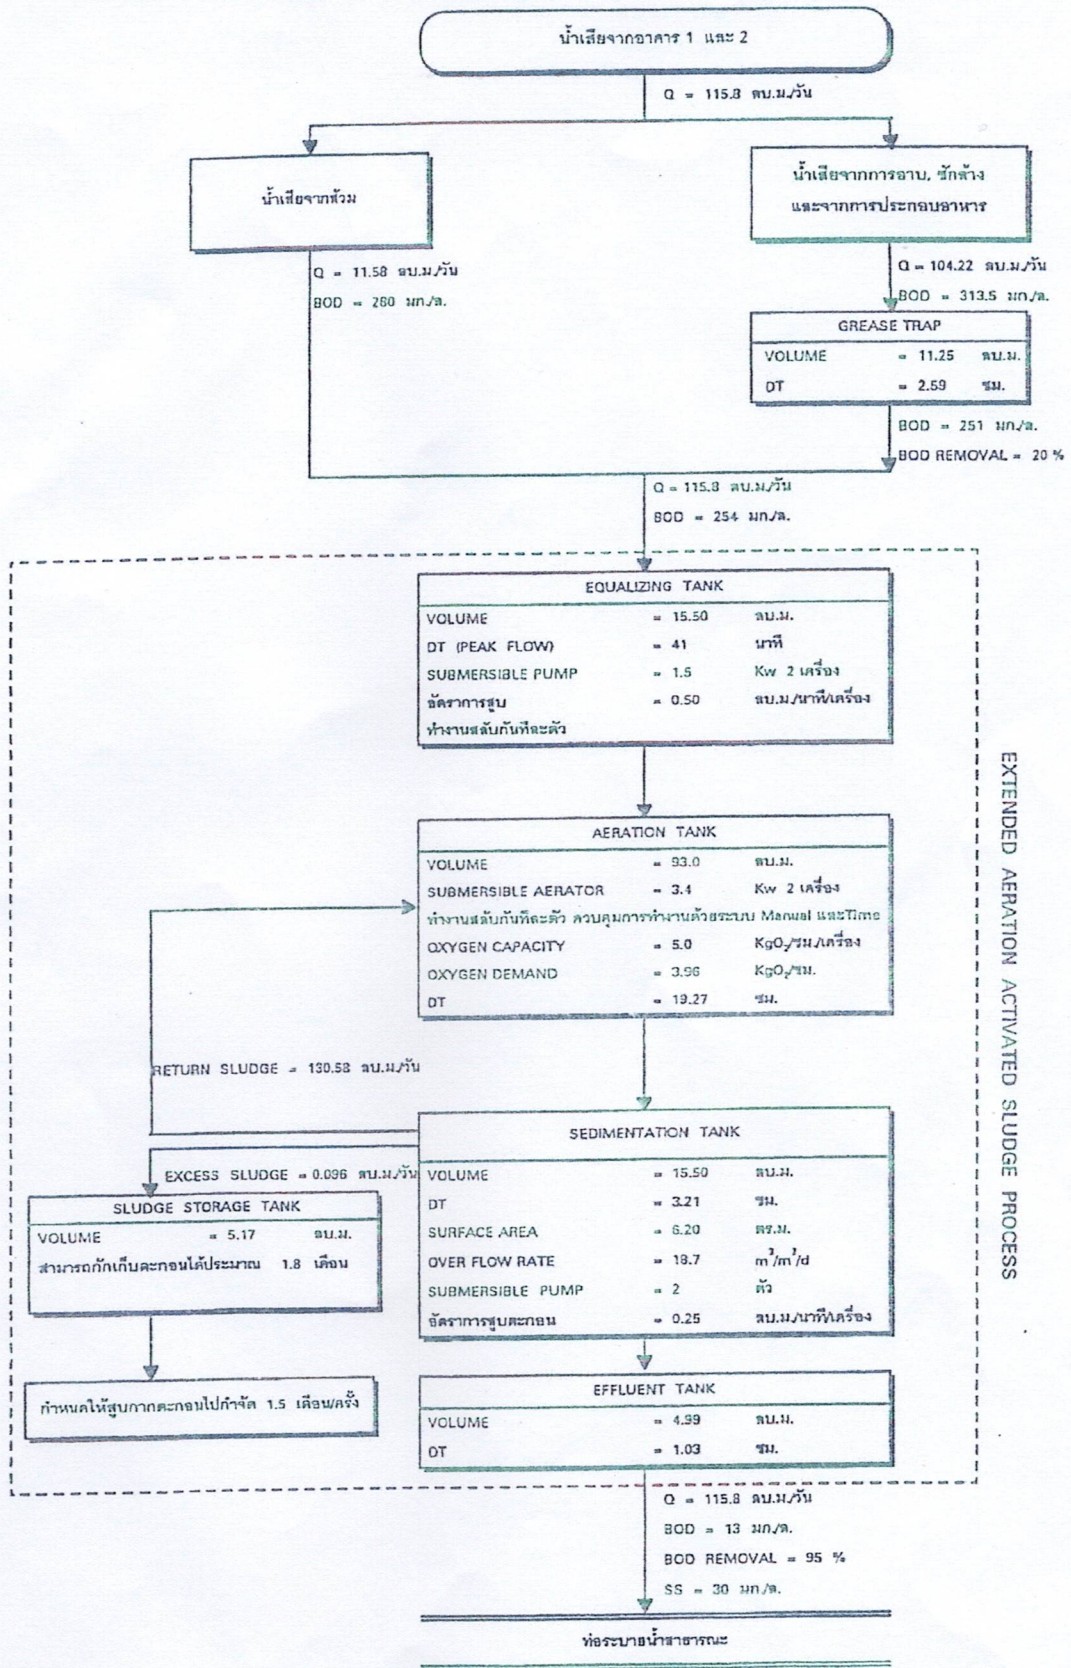 น้ำเสียจากอาคาร 1 และ 2
Q = 115.8 ลบ.ม./วัน
น้ำเสียจากส้วม
น้ำเสียจากการอาบ, ซักล้าง
และจากการประกอบอาหาร
Q = 11.58 ลบ.ม./วัน
BOD = 280 มก./ล.
Q = 104.22 ลบ.ม./วัน
BOD = 313.5 มก./ล.
GREASE TRAP
VOLUME = 11.25 ลบ.ม.
DT = 2.59 ชม.
BOD = 251 มก./ล.
BOD REMOVAL = 20 %
Q = 115.8 ลบ.ม./วัน
BOD = 254 มก./ล.
EQUALIZING TANK
VOLUME = 15.50 ลบ.ม.
DT (PEAK FLOW) = 41 นาที
SUBMERSIBLE PUMP = 1.5 Kw 2 เครื่อง
อัตราการสูบ = 0.50 ลบ.ม./นาที/เครื่อง
ทำงานสลับกันทีละตัว
AERATION TANK
VOLUME = 93.0 ลบ.ม.
SUBMERSIBLE AERATOR = 3.4 Kw 2 เครื่อง
ทำงานสลับกันทีละตัว ควบคุมการทำงานด้วยระบบ Manual และTime
OXYGEN CAPACITY = 5.0 KgO₂/ชม./เครื่อง
OXYGEN DEMAND = 3.96 KgO₂/ชม.
DT = 19.27 ชม.
RETURN SLUDGE = 130.58 ลบ.ม./วัน
SEDIMENTATION TANK
VOLUME = 15.50 ลบ.ม.
DT = 3.21 ชม.
SURFACE AREA = 6.20 ตร.ม.
OVER FLOW RATE = 18.7 m³/m²/d
SUBMERSIBLE PUMP = 2 ตัว
อัตราการสูบตะกอน = 0.25 ลบ.ม./นาที/เครื่อง
EXCESS SLUDGE = 0.096 ลบ.ม./วัน
SLUDGE STORAGE TANK
VOLUME = 5.17 ลบ.ม.
สามารถกักเก็บตะกอนได้ประมาณ 1.8 เดือน
กำหนดให้สูบกากตะกอนไปกำจัด 1.5 เดือน/ครั้ง
EFFLUENT TANK
VOLUME = 4.99 ลบ.ม.
DT = 1.03 ชม.
EXTENDED AERATION ACTIVATED SLUDGE PROCESS
Q = 115.8 ลบ.ม./วัน
BOD = 13 มก./ล.
BOD REMOVAL = 95 %
SS = 30 มก./ล.
ท่อระบายน้ำสาธารณะ